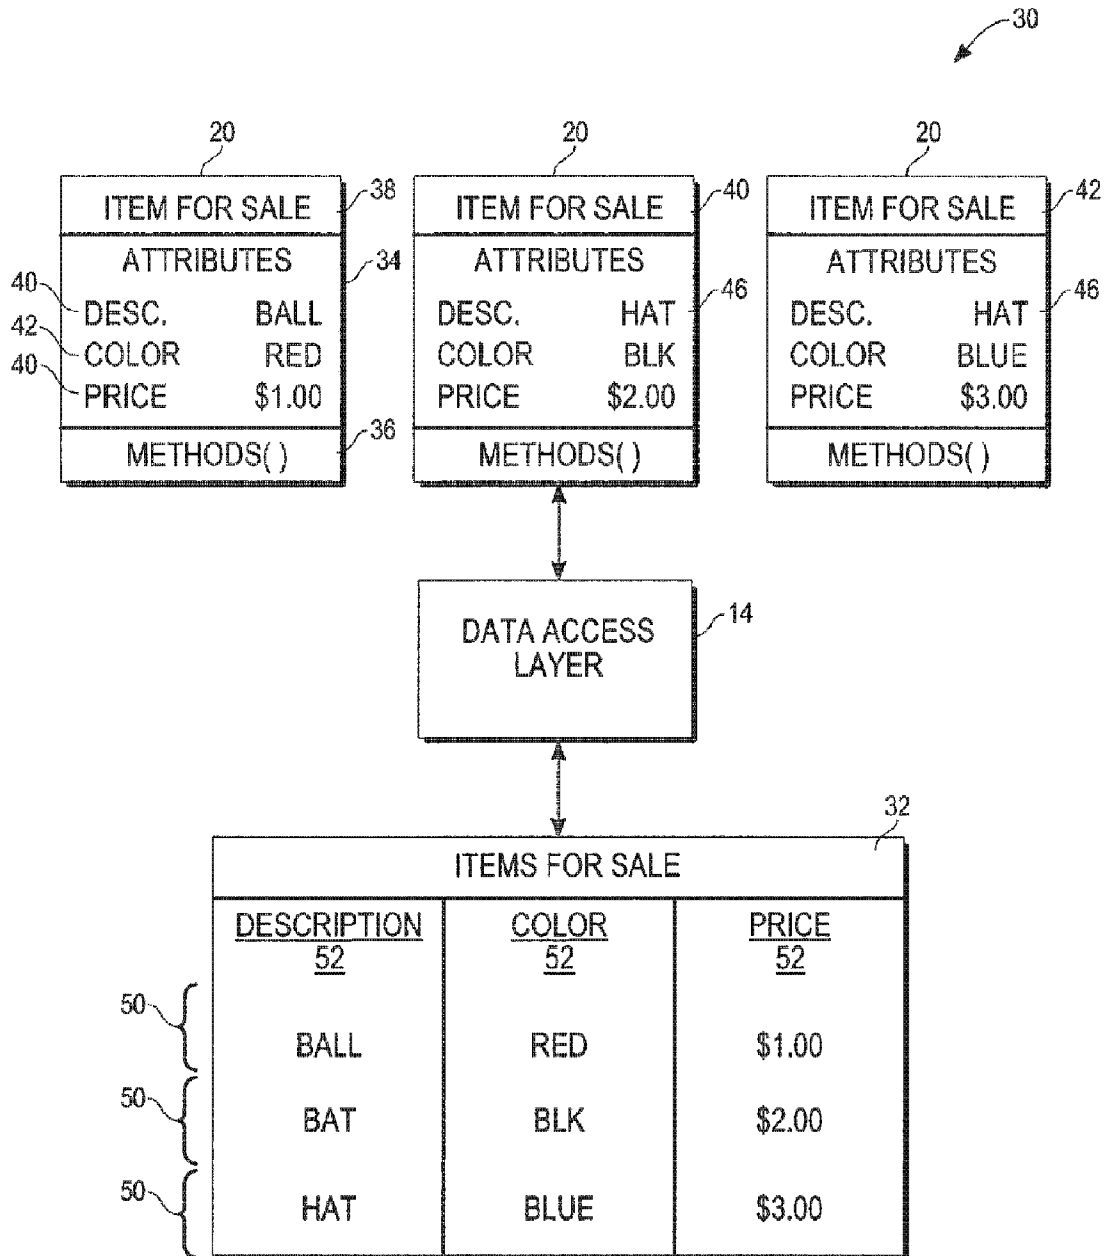 30
20 20 20
ITEM FOR SALE 38 ITEM FOR SALE 40 ITEM FOR SALE 42
ATTRIBUTES 34 ATTRIBUTES ATTRIBUTES
40 DESC. BALL DESC. HAT 46 DESC. HAT 46
42 COLOR RED COLOR BLK COLOR BLUE
40 PRICE $1.00 PRICE $2.00 PRICE $3.00
METHODS( ) 36 METHODS( ) METHODS( )
DATA ACCESS 14
LAYER
32
ITEMS FOR SALE
DESCRIPTION COLOR PRICE
52 52 52
50 BALL RED $1.00
50 BAT BLK $2.00
50 HAT BLUE $3.00